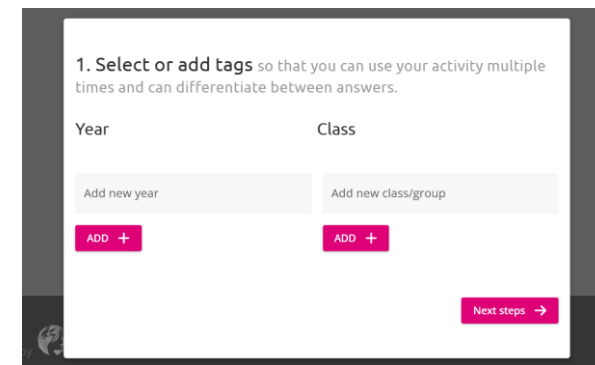 1. Select or add tags so that you can use your activity multiple
times and can differentiate between answers.
Year Class
Add new year Add new class/group
ADD + ADD +
Next steps →